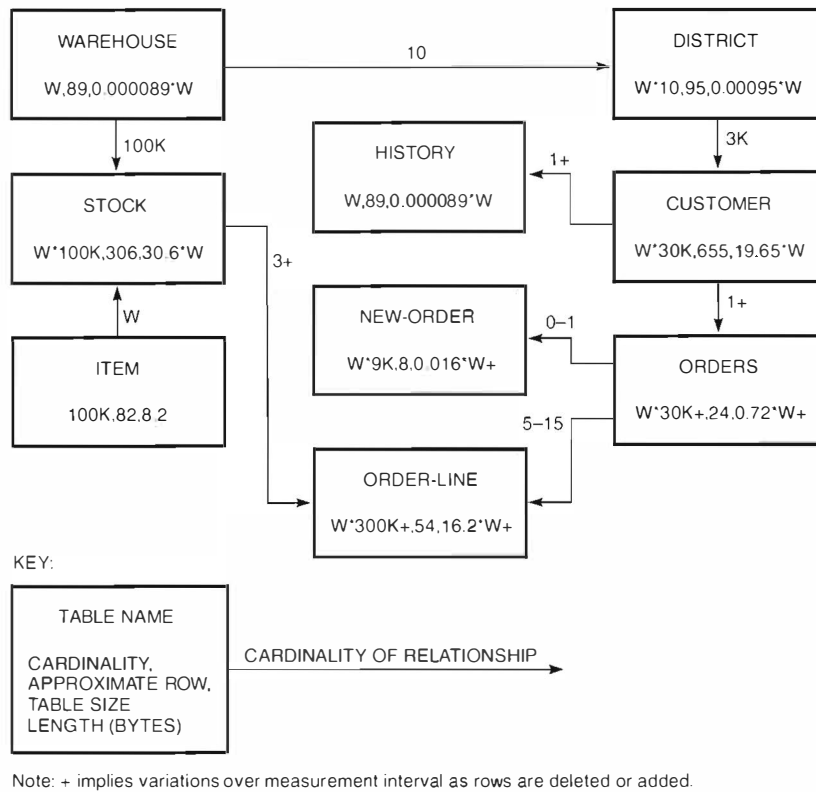 WAREHOUSE
W,89,0.000089*W
10
DISTRICT
W*10,95,0.00095*W
100K
3K
HISTORY
W,89,0.000089*W
1+
STOCK
W*100K,306,30.6*W
CUSTOMER
W*30K,655,19.65*W
3+
W
1+
NEW-ORDER
W*9K,8,0.016*W+
0–1
ITEM
100K,82,8.2
ORDERS
W*30K+,24,0.72*W+
5–15
ORDER-LINE
W*300K+,54,16.2*W+
KEY:
TABLE NAME
CARDINALITY,
APPROXIMATE ROW,
TABLE SIZE
LENGTH (BYTES)
CARDINALITY OF RELATIONSHIP
Note: + implies variations over measurement interval as rows are deleted or added.